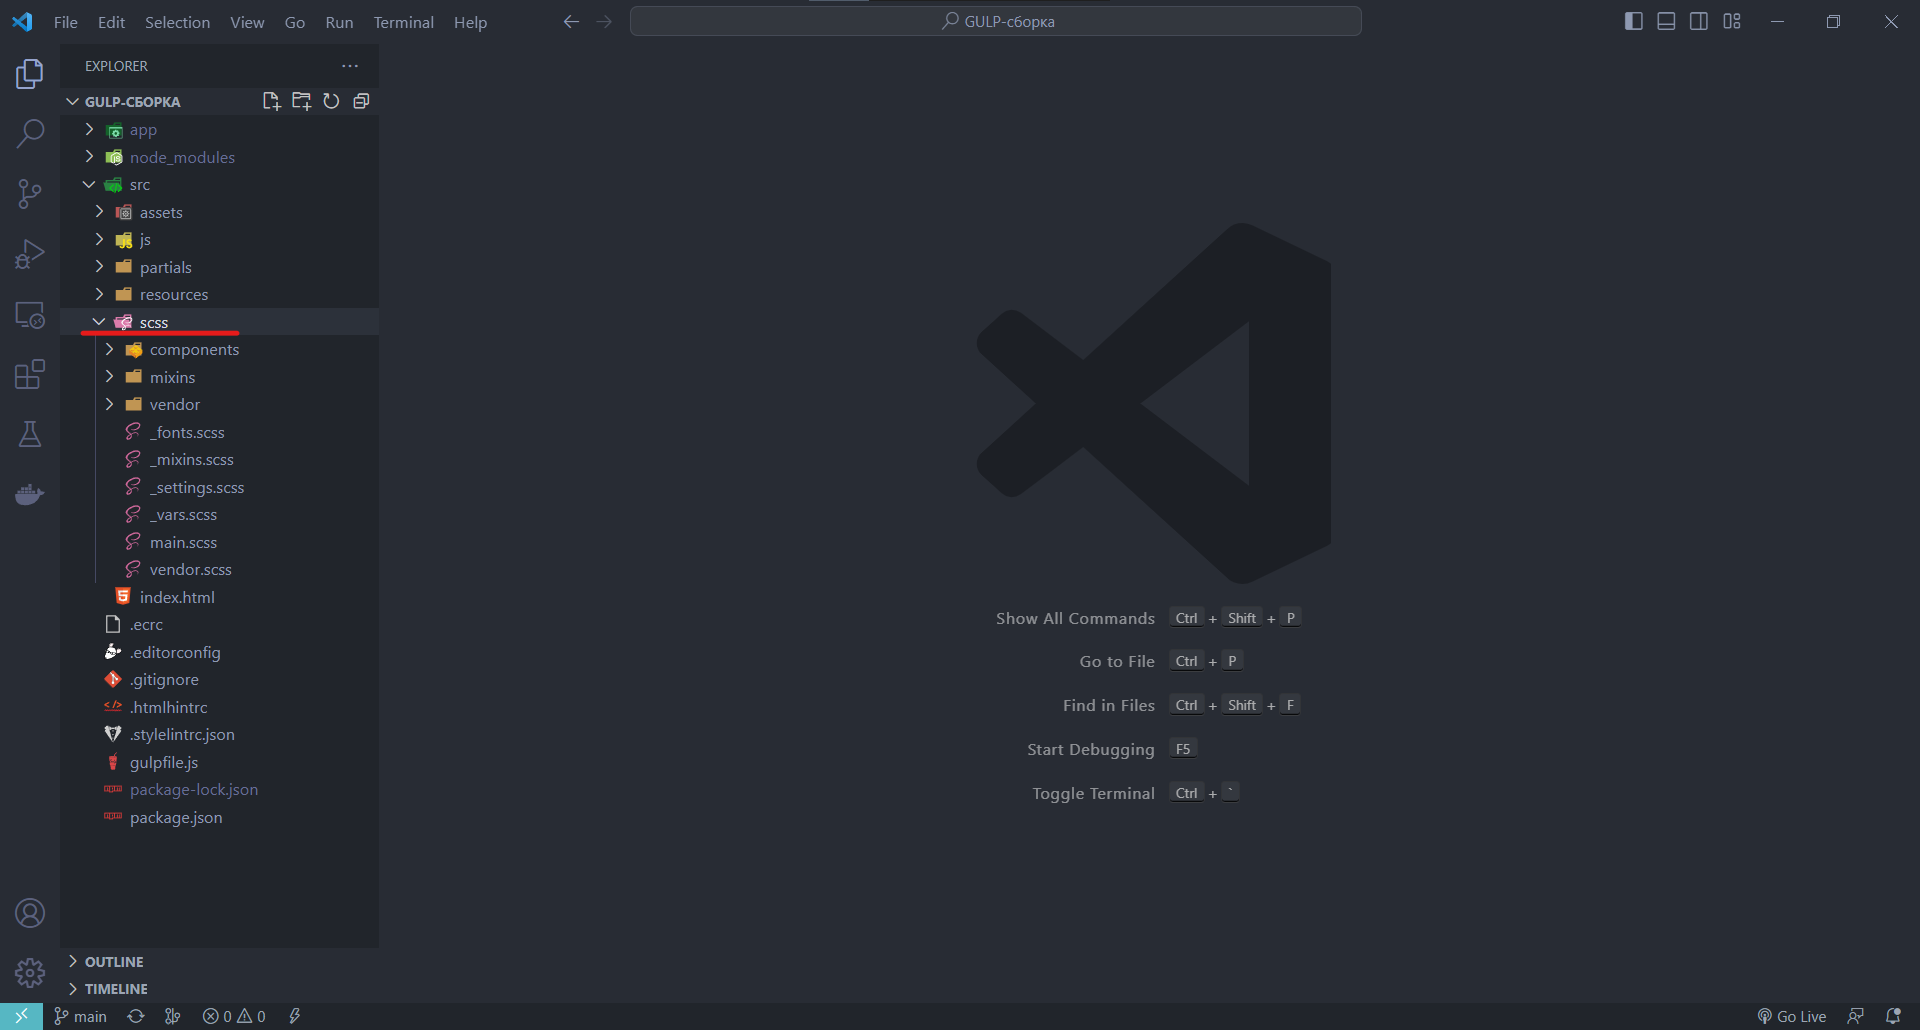 File Edit Selection View Go Run Terminal Help
GULP-сборка
EXPLORER
GULP-СБОРКА
app
node_modules
src
assets
js
partials
resources
scss
components
mixins
vendor
_fonts.scss
_mixins.scss
_settings.scss
_vars.scss
main.scss
vendor.scss
index.html
.ecrc
.editorconfig
.gitignore
.htmlhintrc
.stylelintrc.json
gulpfile.js
package-lock.json
package.json
OUTLINE
TIMELINE
Show All Commands Ctrl + Shift + P
Go to File Ctrl + P
Find in Files Ctrl + Shift + F
Start Debugging F5
Toggle Terminal Ctrl + `
main 0 0 Go Live